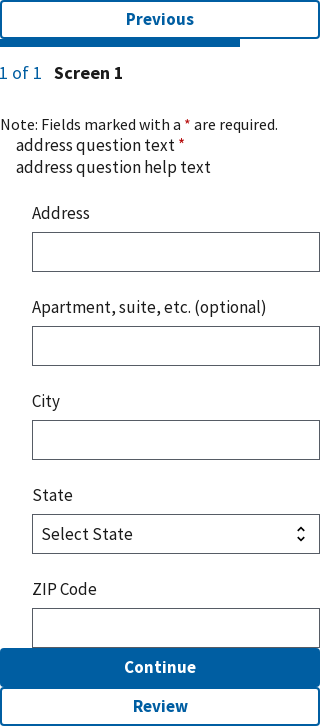 Previous
1 of 1 Screen 1
Note: Fields marked with a * are required.
address question text *
address question help text
Address
Apartment, suite, etc. (optional)
City
State
Select State
ZIP Code
Continue
Review